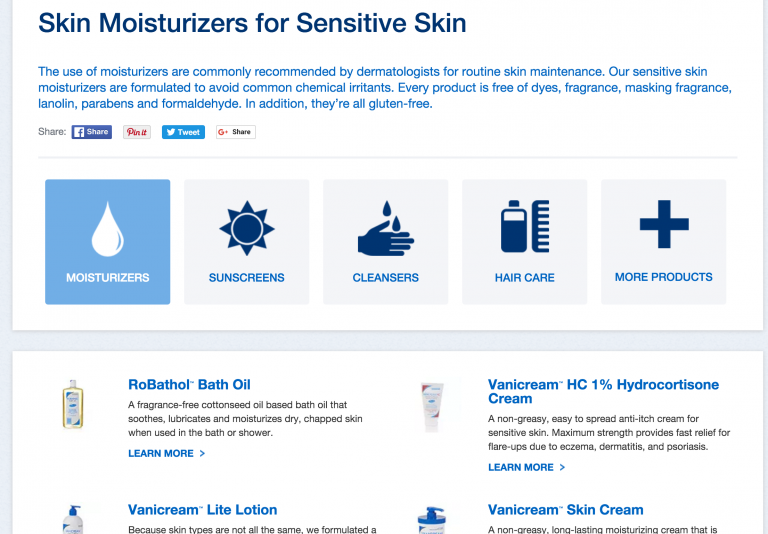 Skin Moisturizers for Sensitive Skin
The use of moisturizers are commonly recommended by dermatologists for routine skin maintenance. Our sensitive skin
moisturizers are formulated to avoid common chemical irritants. Every product is free of dyes, fragrance, masking fragrance,
lanolin, parabens and formaldehyde. In addition, they’re all gluten-free.
Share: Share Pin it Tweet G+ Share
MOISTURIZERS SUNSCREENS CLEANSERS HAIR CARE MORE PRODUCTS
RoBathol™ Bath Oil
A fragrance-free cottonseed oil based bath oil that
soothes, lubricates and moisturizes dry, chapped skin
when used in the bath or shower.
LEARN MORE >
Vanicream™ HC 1% Hydrocortisone
Cream
A non-greasy, easy to spread anti-itch cream for
sensitive skin. Maximum strength provides fast relief for
flare-ups due to eczema, dermatitis, and psoriasis.
LEARN MORE >
Vanicream™ Lite Lotion
Because skin types are not all the same, we formulated a
Vanicream™ Skin Cream
A non-greasy, long-lasting moisturizing cream that is